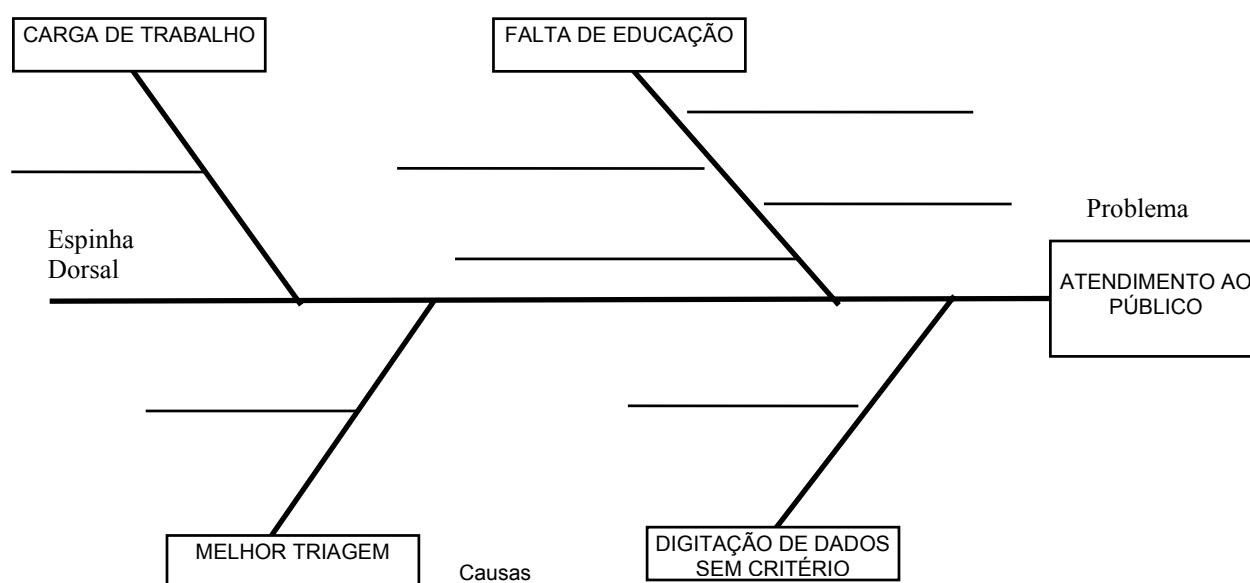 CARGA DE TRABALHO
FALTA DE EDUCAÇÃO
Problema
Espinha
Dorsal
ATENDIMENTO AO
PÚBLICO
MELHOR TRIAGEM
DIGITAÇÃO DE DADOS
SEM CRITÉRIO
Causas